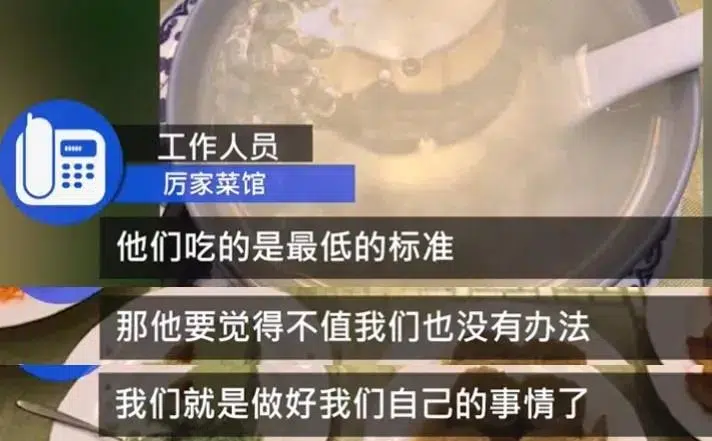 工作人员
厉家菜馆
他们吃的是最低的标准
那他要觉得不值我们也没有办法
我们就是做好我们自己的事情了